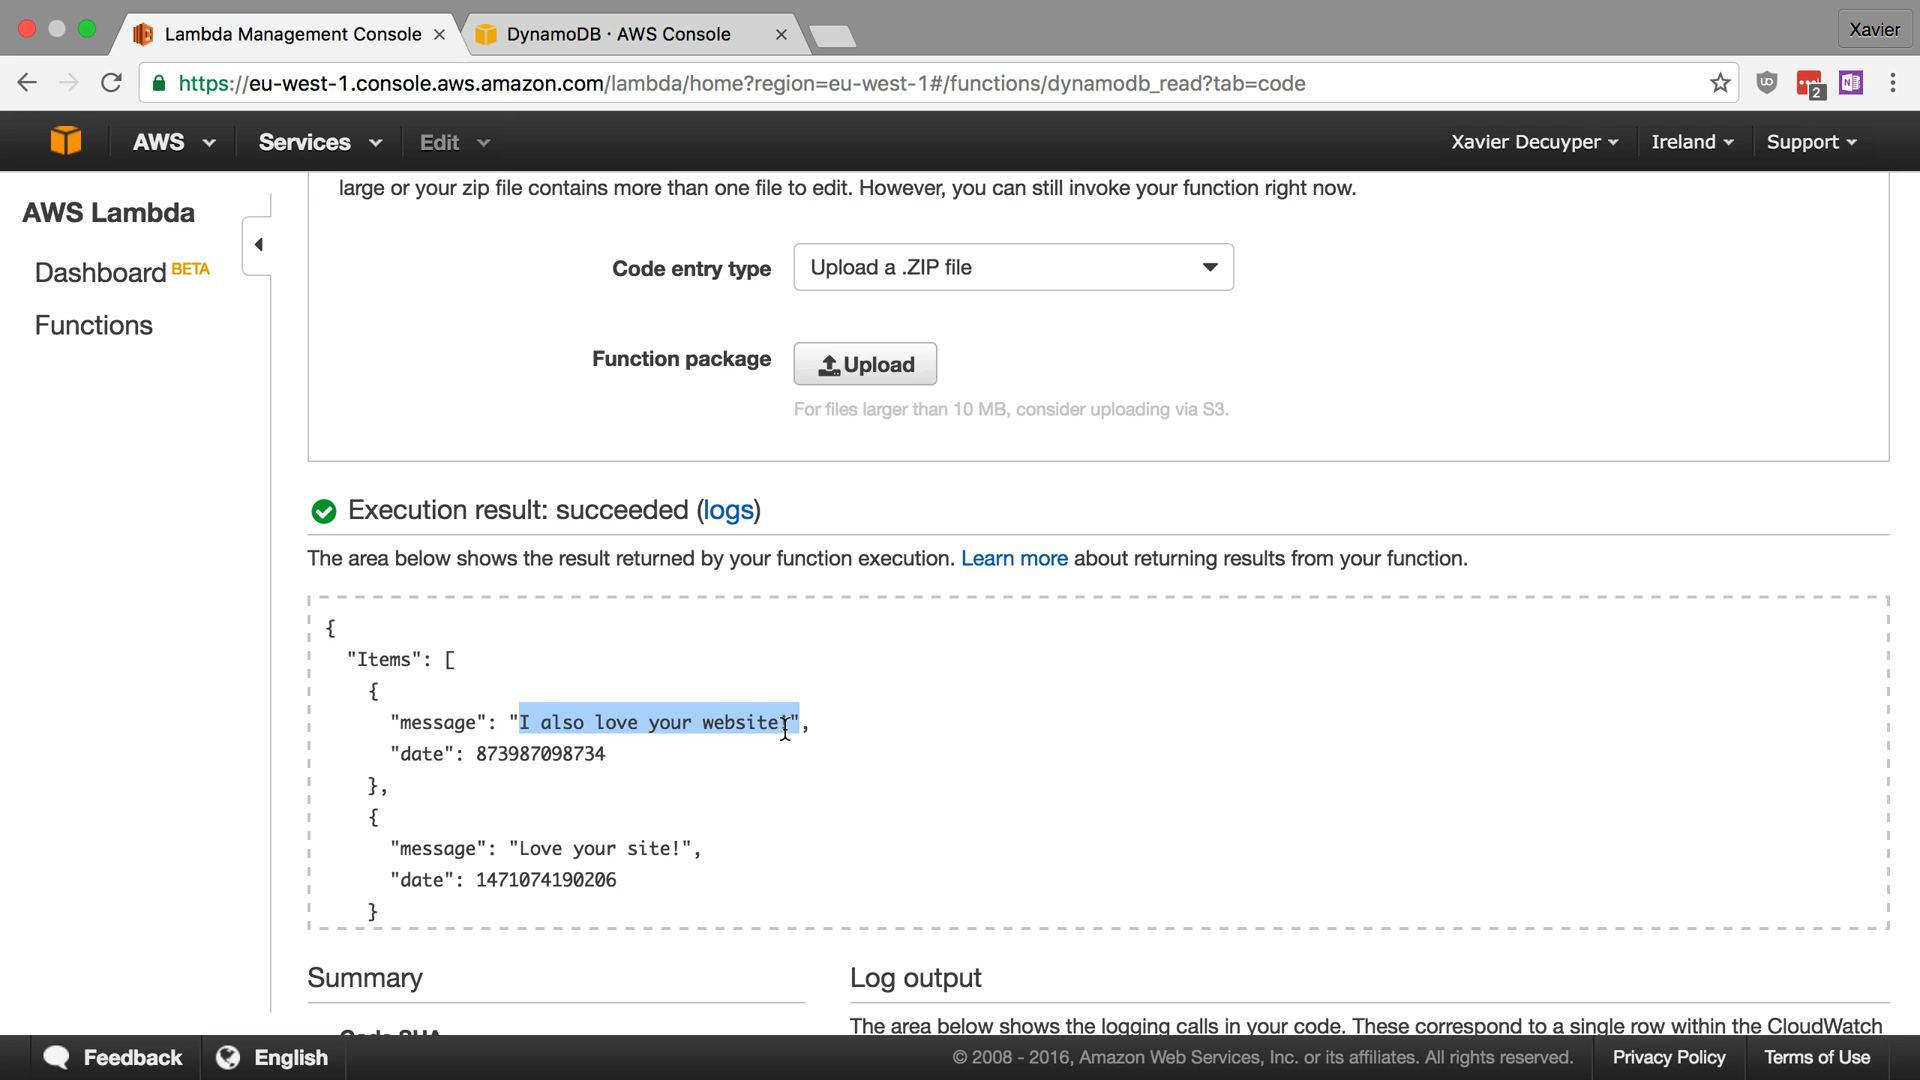 Lambda Management Console
DynamoDB · AWS Console
Xavier
https://eu-west-1.console.aws.amazon.com/lambda/home?region=eu-west-1#/functions/dynamodb_read?tab=code
2
AWS
Services
Edit
Xavier Decuyper
Ireland
Support
AWS Lambda
Dashboard BETA
Functions
large or your zip file contains more than one file to edit. However, you can still invoke your function right now.
Code entry type
Upload a .ZIP file
Function package
Upload
For files larger than 10 MB, consider uploading via S3.
Execution result: succeeded (logs)
The area below shows the result returned by your function execution. Learn more about returning results from your function.
{
"Items": [
{
"message": "I also love your website!",
"date": 873987098734
},
{
"message": "Love your site!",
"date": 1471074190206
}
Summary
Log output
Code SHA
The area below shows the logging calls in your code. These correspond to a single row within the CloudWatch
Feedback
English
© 2008 - 2016, Amazon Web Services, Inc. or its affiliates. All rights reserved.
Privacy Policy
Terms of Use